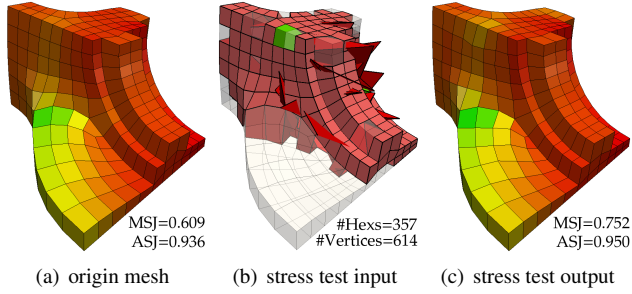 MSJ=0.609
ASJ=0.936
#Hexs=357
#Vertices=614
MSJ=0.752
ASJ=0.950
(a) origin mesh
(b) stress test input
(c) stress test output